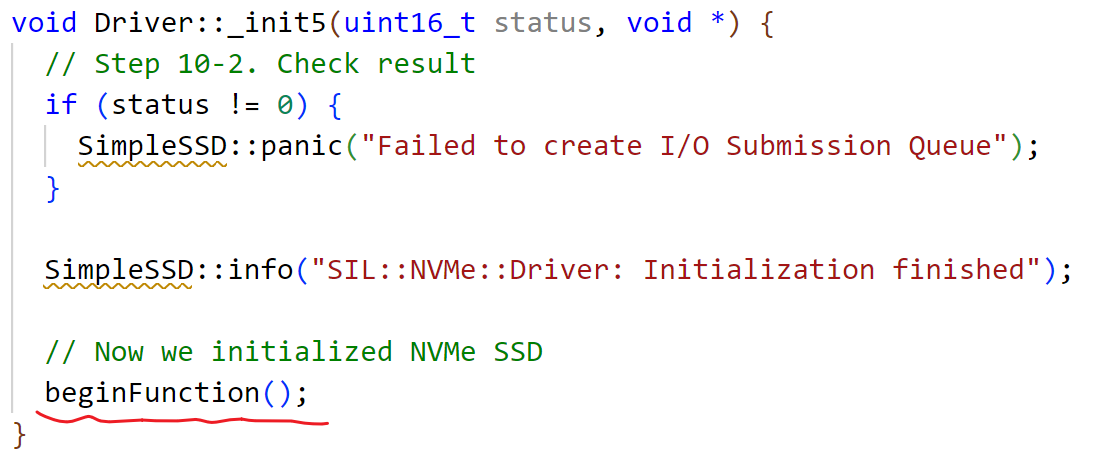 void Driver::_init5(uint16_t status, void *) {
// Step 10-2. Check result
if (status != 0) {
SimpleSSD::panic("Failed to create I/O Submission Queue");
}
SimpleSSD::info("SIL::NVMe::Driver: Initialization finished");
// Now we initialized NVMe SSD
beginFunction();
}